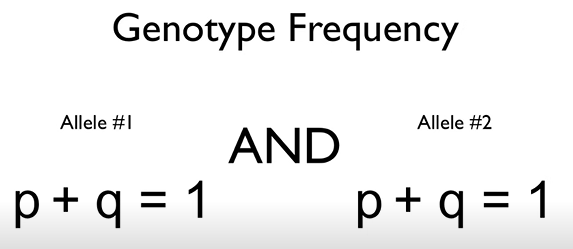 Genotype Frequency
Allele #1
AND
Allele #2
p + q = 1
p + q = 1